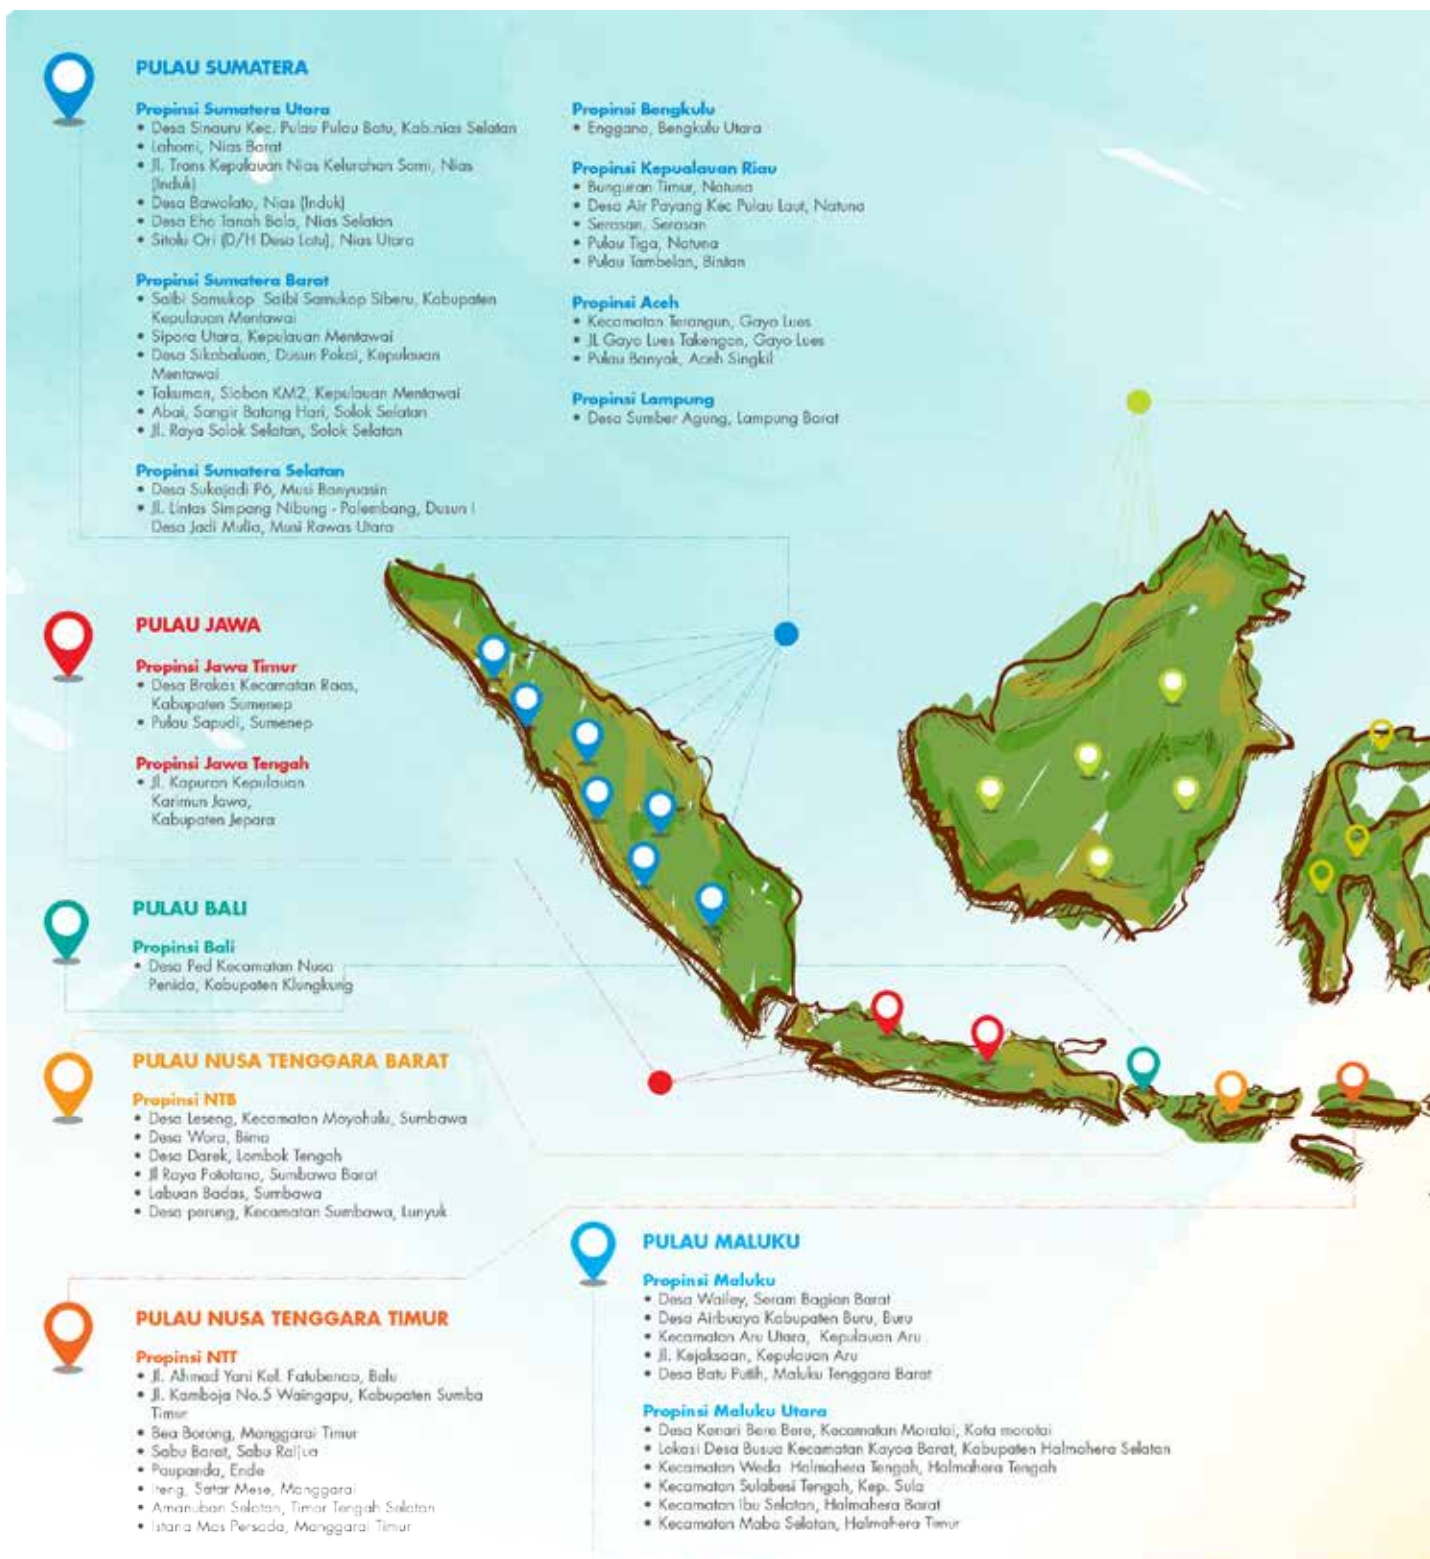 PULAU SUMATERA
Propinsi Sumatera Utara
• Desa Sinauru Kec. Pulau Pulau Batu, Kab.nias Selatan
• Lahomi, Nias Barat
• Jl. Trans Kepulauan Nias Kelurahan Somi, Nias
(Induk)
• Desa Bawolato, Nias (Induk)
• Desa Eho Tanah Bala, Nias Selatan
• Sitolu Ori (D/H Desa Lotu), Nias Utara
Propinsi Sumatera Barat
• Saibi Samukop Saibi Samukop Siberu, Kabupaten
Kepulauan Mentawai
• Sipora Utara, Kepulauan Mentawai
• Desa Sikabaluan, Dusun Pokai, Kepulauan
Mentawai
• Takuman, Siobon KM2, Kepulauan Mentawai
• Abai, Sangir Batang Hari, Solok Selatan
• Jl. Raya Solok Selatan, Solok Selatan
Propinsi Sumatera Selatan
• Desa Sukajadi P6, Musi Banyuasin
• Jl. Lintas Simpang Nibung - Palembang, Dusun I
Desa Jadi Mulia, Musi Rawas Utara
Propinsi Bengkulu
• Enggano, Bengkulu Utara
Propinsi Kepualauan Riau
• Bunguran Timur, Natuna
• Desa Air Payang Kec Pulau Laut, Natuna
• Serasan, Serasan
• Pulau Tiga, Natuna
• Pulau Tambelan, Bintan
Propinsi Aceh
• Kecamatan Terangun, Gayo Lues
• JL Gayo Lues Takengon, Gayo Lues
• Pulau Banyak, Aceh Singkil
Propinsi Lampung
• Desa Sumber Agung, Lampung Barat
PULAU JAWA
Propinsi Jawa Timur
• Desa Brakas Kecamatan Raas,
Kabupaten Sumenep
• Pulau Sapudi, Sumenep
Propinsi Jawa Tengah
• Jl. Kapuran Kepulauan
Karimun Jawa,
Kabupaten Jepara
PULAU BALI
Propinsi Bali
• Desa Ped Kecamatan Nusa
Penida, Kabupaten Klungkung
PULAU NUSA TENGGARA BARAT
Propinsi NTB
• Desa Leseng, Kecamatan Moyohulu, Sumbawa
• Desa Wora, Bima
• Desa Darek, Lombok Tengah
• Jl Raya Pototano, Sumbawa Barat
• Labuan Badas, Sumbawa
• Desa perung, Kecamatan Sumbawa, Lunyuk
PULAU NUSA TENGGARA TIMUR
Propinsi NTT
• Jl. Ahmad Yani Kel. Fatubenao, Belu
• Jl. Kamboja No.5 Waingapu, Kabupaten Sumba
Timur
• Bea Borong, Manggarai Timur
• Sabu Barat, Sabu Raijua
• Paupanda, Ende
• Iteng, Satar Mese, Manggarai
• Amanuban Selatan, Timor Tengah Selatan
• Istana Mas Persada, Manggarai Timur
PULAU MALUKU
Propinsi Maluku
• Desa Wailey, Seram Bagian Barat
• Desa Airbuaya Kabupaten Buru, Buru
• Kecamatan Aru Utara, Kepulauan Aru
• Jl. Kejaksaan, Kepulauan Aru
• Desa Batu Putih, Maluku Tenggara Barat
Propinsi Maluku Utara
• Desa Kenari Bere Bere, Kecamatan Morotai, Kota morotai
• Lokasi Desa Busua Kecamatan Kayoa Barat, Kabupaten Halmahera Selatan
• Kecamatan Weda Halmahera Tengah, Halmahera Tengah
• Kecamatan Sulabesi Tengah, Kep. Sula
• Kecamatan Ibu Selatan, Halmahera Barat
• Kecamatan Maba Selatan, Halmahera Timur